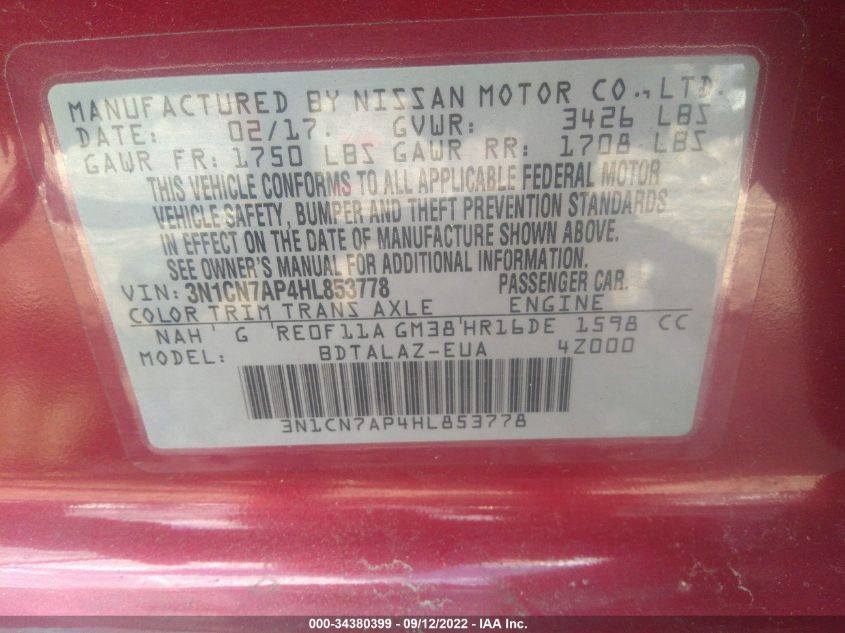 MANUFACTURED BY NISSAN MOTOR CO., LTD.
DATE: 02/17. GVWR: 3426 LBS
GAWR FR: 1750 LBS GAWR RR: 1708 LBS
THIS VEHICLE CONFORMS TO ALL APPLICABLE FEDERAL MOTOR
VEHICLE SAFETY, BUMPER AND THEFT PREVENTION STANDARDS
IN EFFECT ON THE DATE OF MANUFACTURE SHOWN ABOVE.
SEE OWNER'S MANUAL FOR ADDITIONAL INFORMATION.
VIN: 3N1CN7AP4HL853778 PASSENGER CAR.
COLOR TRIM TRANS AXLE ENGINE
NAH G RE0F11A GM38 HR16DE 1598 CC
MODEL: BDTALAZ-EUA 4Z000
3N1CN7AP4HL853778
000-34380399 - 09/12/2022 - IAA Inc.